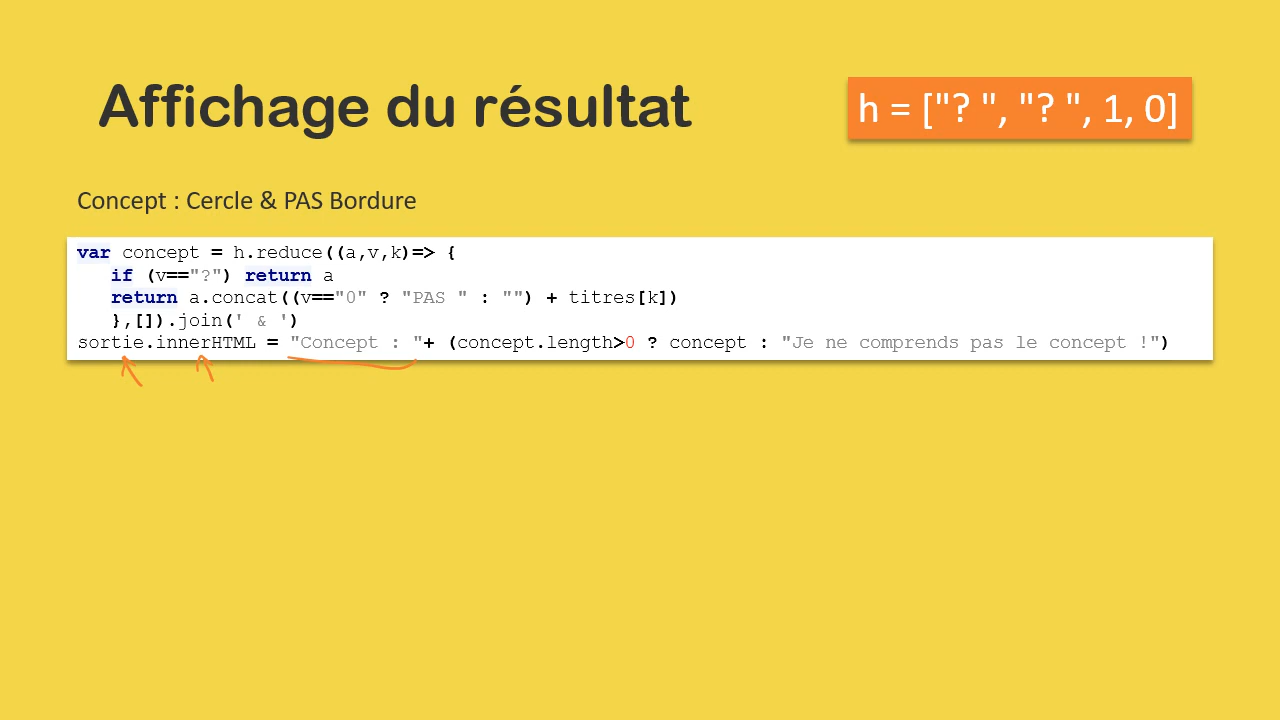 Affichage du résultat
h = ["? ", "? ", 1, 0]
Concept : Cercle & PAS Bordure
var concept = h.reduce((a,v,k)=> {
if (v=="?") return a
return a.concat((v=="0" ? "PAS " : "") + titres[k])
},[]).join(' & ')
sortie.innerHTML = "Concept : "+ (concept.length>0 ? concept : "Je ne comprends pas le concept !")